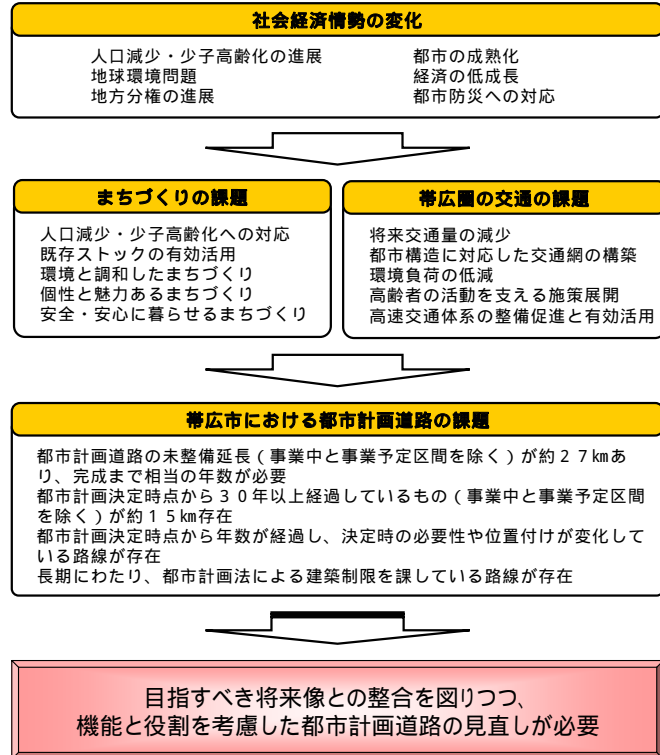 社会経済情勢の変化
人口減少・少子高齢化の進展
都市の成熟化
地球環境問題
経済の低成長
地方分権の進展
都市防災への対応
まちづくりの課題
人口減少・少子高齢化への対応
既存ストックの有効活用
環境と調和したまちづくり
個性と魅力あるまちづくり
安全・安心に暮らせるまちづくり
帯広圏の交通の課題
将来交通量の減少
都市構造に対応した交通網の構築
環境負荷の低減
高齢者の活動を支える施策展開
高速交通体系の整備促進と有効活用
帯広市における都市計画道路の課題
都市計画道路の未整備延長（事業中と事業予定区間を除く）が約２７㎞あ
り、完成まで相当の年数が必要
都市計画決定時点から３０年以上経過しているもの（事業中と事業予定区間
を除く）が約１５㎞存在
都市計画決定時点から年数が経過し、決定時の必要性や位置付けが変化して
いる路線が存在
長期にわたり、都市計画法による建築制限を課している路線が存在
目指すべき将来像との整合を図りつつ、
機能と役割を考慮した都市計画道路の見直しが必要